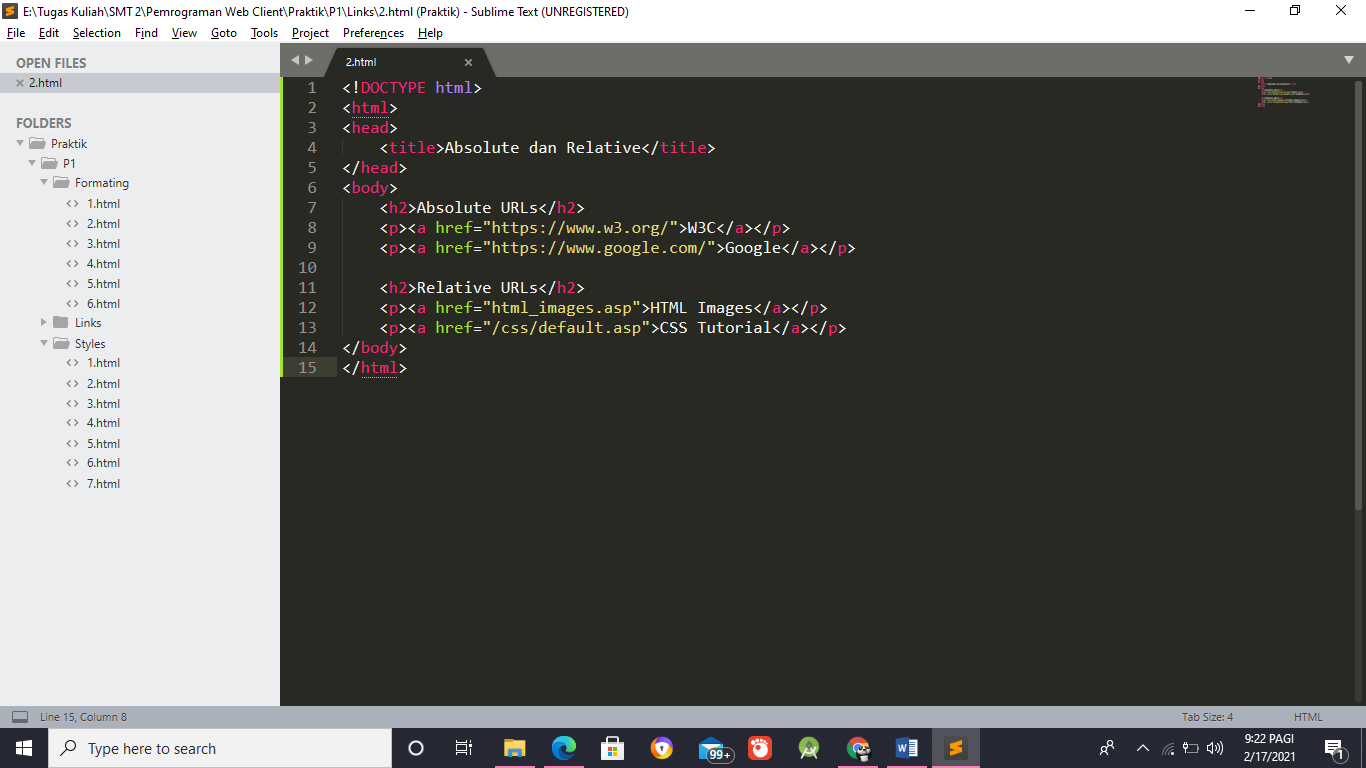 E:\Tugas Kuliah\SMT 2\Pemrograman Web Client\Praktik\P1\Links\2.html (Praktik) - Sublime Text (UNREGISTERED)
File Edit Selection Find View Goto Tools Project Preferences Help
OPEN FILES
2.html
FOLDERS
Praktik
P1
Formating
1.html
2.html
3.html
4.html
5.html
6.html
Links
Styles
1.html
2.html
3.html
4.html
5.html
6.html
7.html
2.html
1 <!DOCTYPE html>
2 <html>
3 <head>
4     <title>Absolute dan Relative</title>
5 </head>
6 <body>
7     <h2>Absolute URLs</h2>
8     <p><a href="https://www.w3.org/">W3C</a></p>
9     <p><a href="https://www.google.com/">Google</a></p>
10
11     <h2>Relative URLs</h2>
12     <p><a href="html_images.asp">HTML Images</a></p>
13     <p><a href="/css/default.asp">CSS Tutorial</a></p>
14 </body>
15 </html>
Line 15, Column 8 Tab Size: 4 HTML
Type here to search
99+
9:22 PAGI
2/17/2021
1